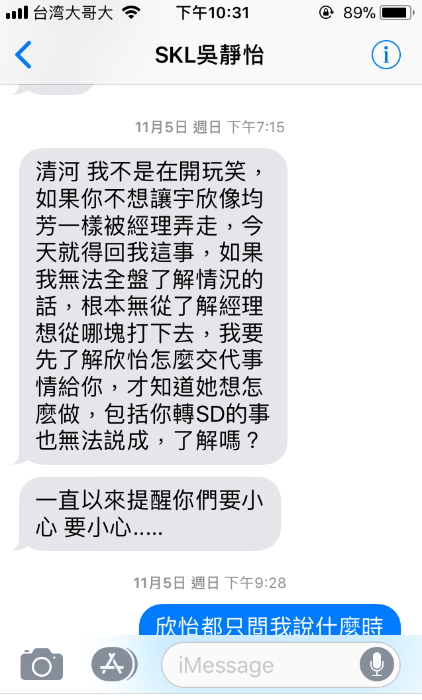 台湾大哥大 下午10:31 89%
SKL吳靜怡
11月5日 週日 下午7:15
清河 我不是在開玩笑，
如果你不想讓宇欣像均
芳一樣被經理弄走，今
天就得回我這事，如果
我無法全盤了解情況的
話，根本無從了解經理
想從哪塊打下去，我要
先了解欣怡怎麼交代事
情給你，才知道她想怎
麼做，包括你轉SD的事
也無法說成，了解嗎？
一直以來提醒你們要小
心 要小心.....
11月5日 週日 下午9:28
欣怡都只問我說什麼時
iMessage